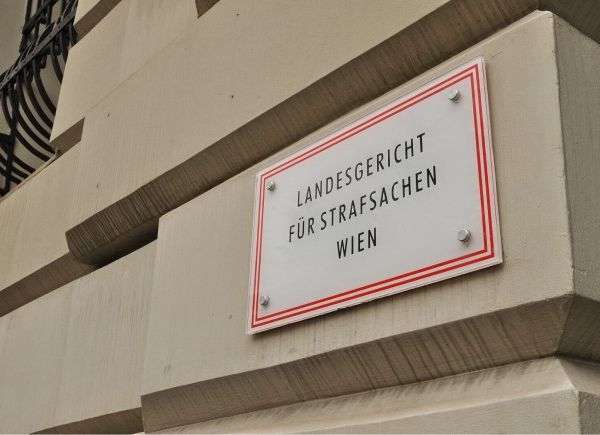 LANDESGERICHT
FÜR STRAFSACHEN
WIEN